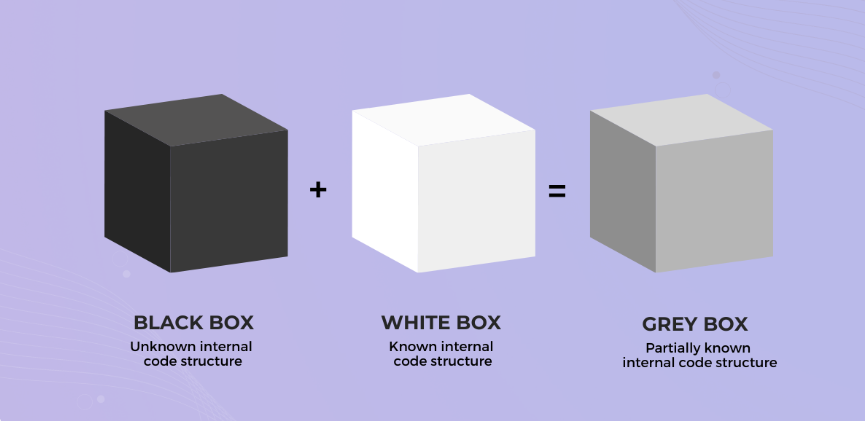 +
=
BLACK BOX
Unknown internal
code structure
WHITE BOX
Known internal
code structure
GREY BOX
Partially known
internal code structure